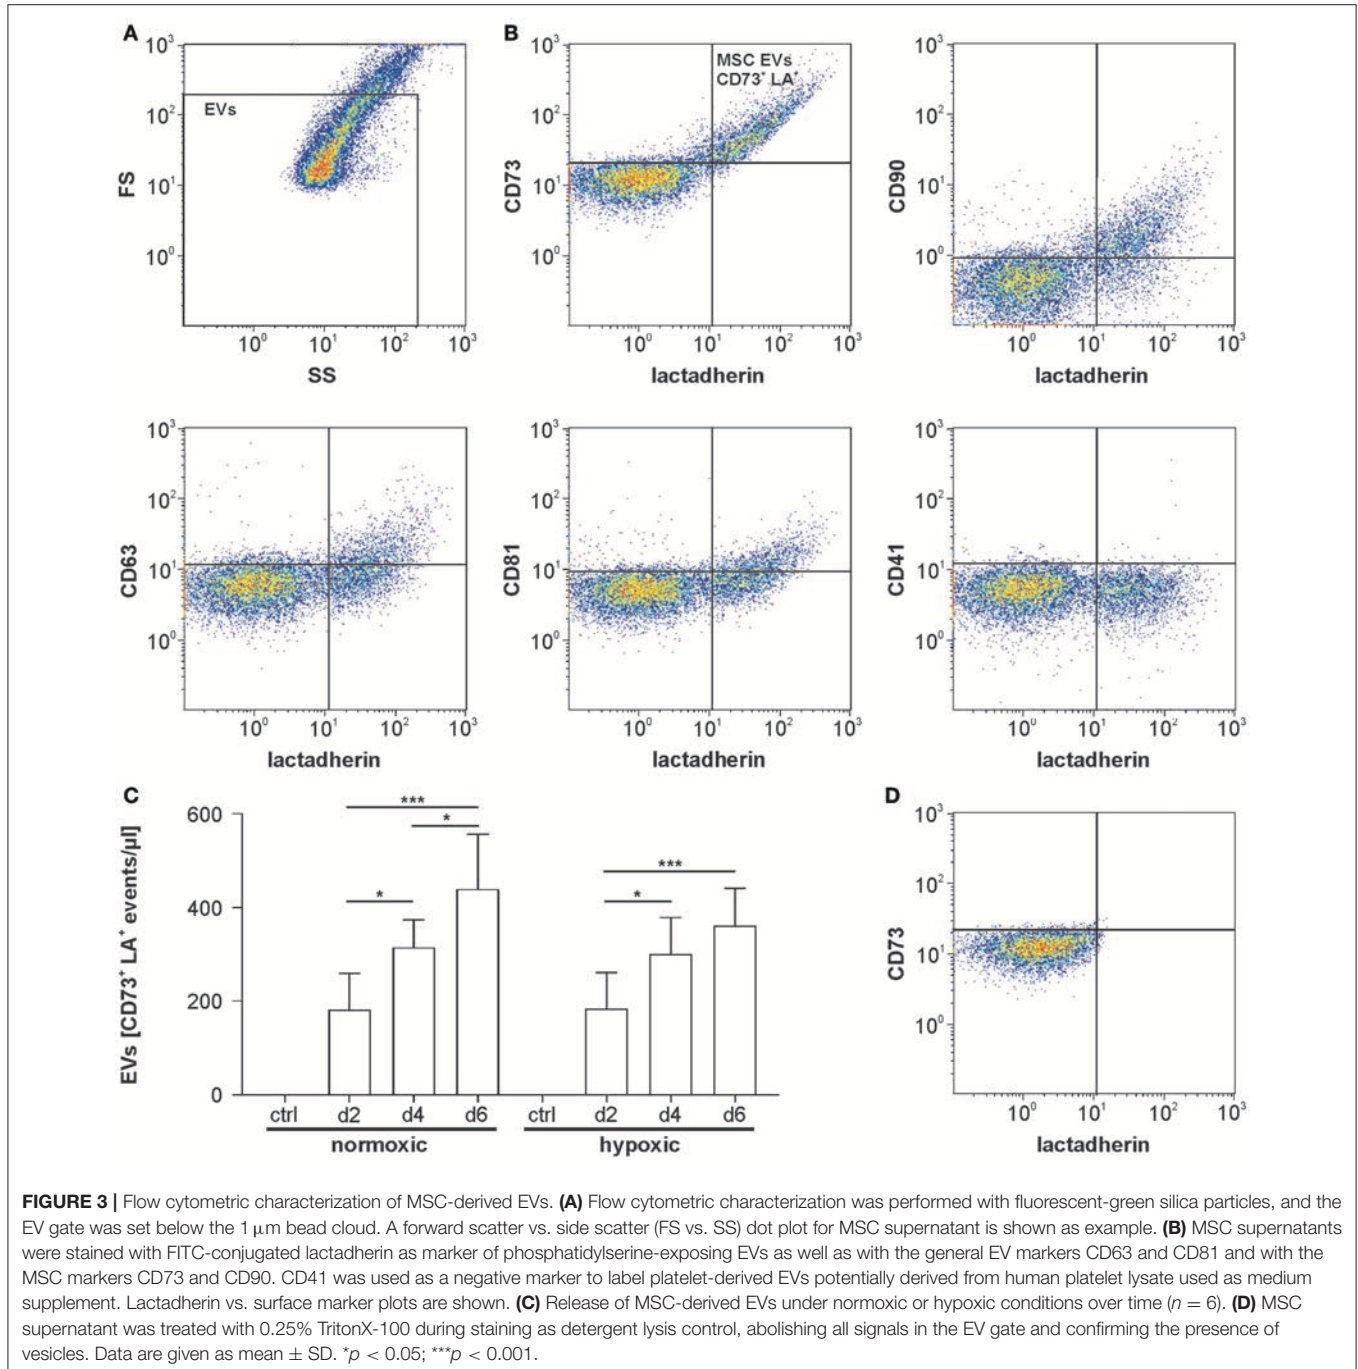 A
10³
10²
10¹
10⁰
FS
EVs
10⁰ 10¹ 10² 10³
SS
B
10³
10²
10¹
10⁰
CD73
MSC EVs
CD73⁺ LA⁺
10⁰ 10¹ 10² 10³
lactadherin
10³
10²
10¹
10⁰
CD90
10⁰ 10¹ 10² 10³
lactadherin
10³
10²
10¹
10⁰
CD63
10⁰ 10¹ 10² 10³
lactadherin
10³
10²
10¹
10⁰
CD81
10⁰ 10¹ 10² 10³
lactadherin
10³
10²
10¹
10⁰
CD41
10⁰ 10¹ 10² 10³
lactadherin
C
EVs [CD73⁺ LA⁺ events/µl]
600
400
200
0
***
*
*
***
*
ctrl d2 d4 d6 ctrl d2 d4 d6
normoxic hypoxic
D
10³
10²
10¹
10⁰
CD73
10⁰ 10¹ 10² 10³
lactadherin
FIGURE 3 | Flow cytometric characterization of MSC-derived EVs. (A) Flow cytometric characterization was performed with fluorescent-green silica particles, and the
EV gate was set below the 1 µm bead cloud. A forward scatter vs. side scatter (FS vs. SS) dot plot for MSC supernatant is shown as example. (B) MSC supernatants
were stained with FITC-conjugated lactadherin as marker of phosphatidylserine-exposing EVs as well as with the general EV markers CD63 and CD81 and with the
MSC markers CD73 and CD90. CD41 was used as a negative marker to label platelet-derived EVs potentially derived from human platelet lysate used as medium
supplement. Lactadherin vs. surface marker plots are shown. (C) Release of MSC-derived EVs under normoxic or hypoxic conditions over time (n = 6). (D) MSC
supernatant was treated with 0.25% TritonX-100 during staining as detergent lysis control, abolishing all signals in the EV gate and confirming the presence of
vesicles. Data are given as mean ± SD. *p < 0.05; ***p < 0.001.